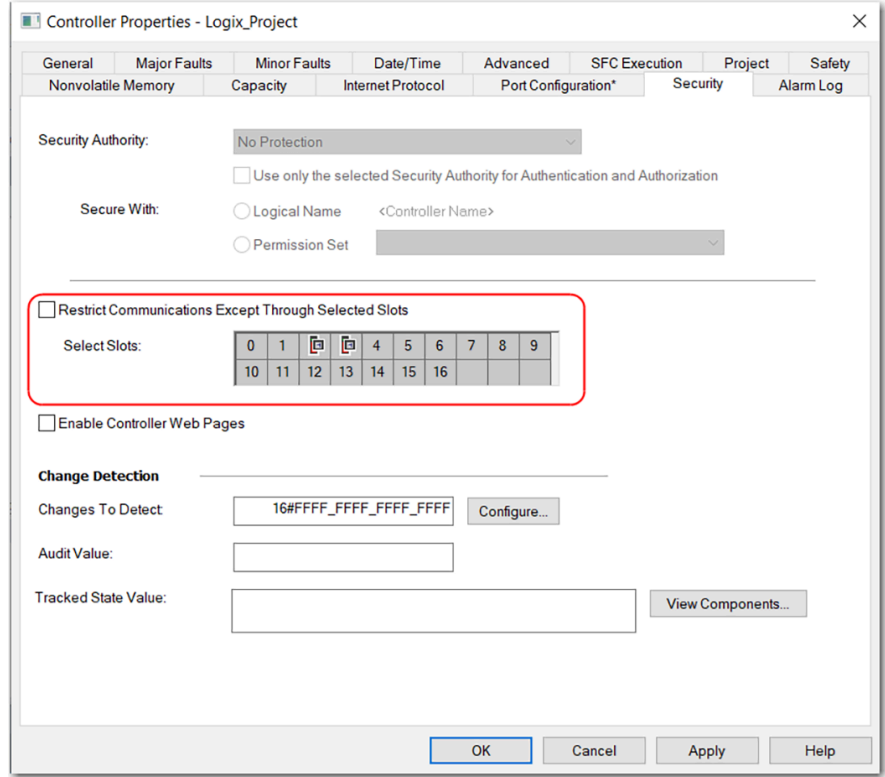 Controller Properties - Logix_Project
General Major Faults Minor Faults Date/Time Advanced SFC Execution Project Safety
Nonvolatile Memory Capacity Internet Protocol Port Configuration* Security Alarm Log
Security Authority: No Protection
Use only the selected Security Authority for Authentication and Authorization
Secure With: Logical Name <Controller Name>
Permission Set
Restrict Communications Except Through Selected Slots
Select Slots: 0 1 4 5 6 7 8 9
10 11 12 13 14 15 16
Enable Controller Web Pages
Change Detection
Changes To Detect: 16#FFFF_FFFF_FFFF_FFFF Configure...
Audit Value:
Tracked State Value: View Components...
OK Cancel Apply Help